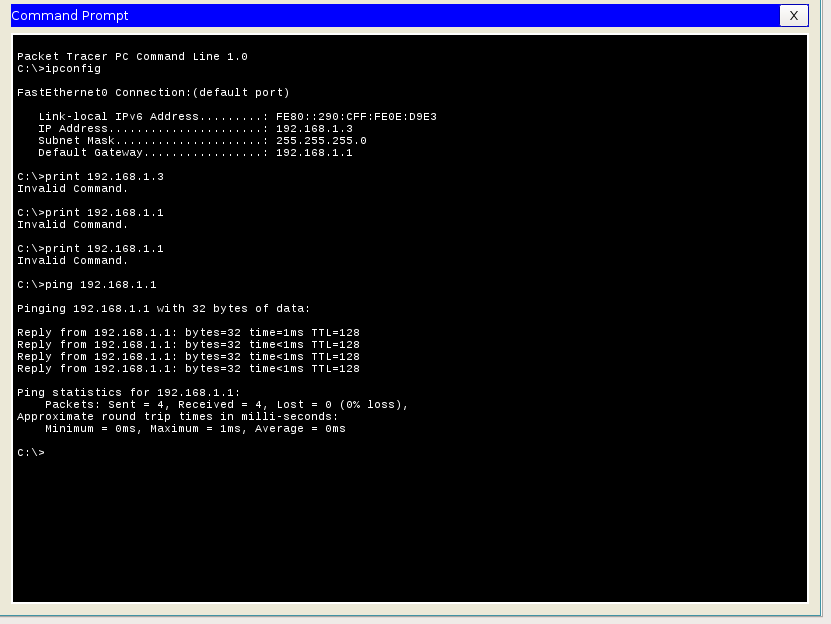 Command Prompt
X
Packet Tracer PC Command Line 1.0
C:\>ipconfig
FastEthernet0 Connection:(default port)
Link-local IPv6 Address.........: FE80::290:CFF:FE0E:D9E3
IP Address......................: 192.168.1.3
Subnet Mask.....................: 255.255.255.0
Default Gateway.................: 192.168.1.1
C:\>print 192.168.1.3
Invalid Command.
C:\>print 192.168.1.1
Invalid Command.
C:\>print 192.168.1.1
Invalid Command.
C:\>ping 192.168.1.1
Pinging 192.168.1.1 with 32 bytes of data:
Reply from 192.168.1.1: bytes=32 time=1ms TTL=128
Reply from 192.168.1.1: bytes=32 time<1ms TTL=128
Reply from 192.168.1.1: bytes=32 time<1ms TTL=128
Reply from 192.168.1.1: bytes=32 time<1ms TTL=128
Ping statistics for 192.168.1.1:
Packets: Sent = 4, Received = 4, Lost = 0 (0% loss),
Approximate round trip times in milli-seconds:
Minimum = 0ms, Maximum = 1ms, Average = 0ms
C:\>